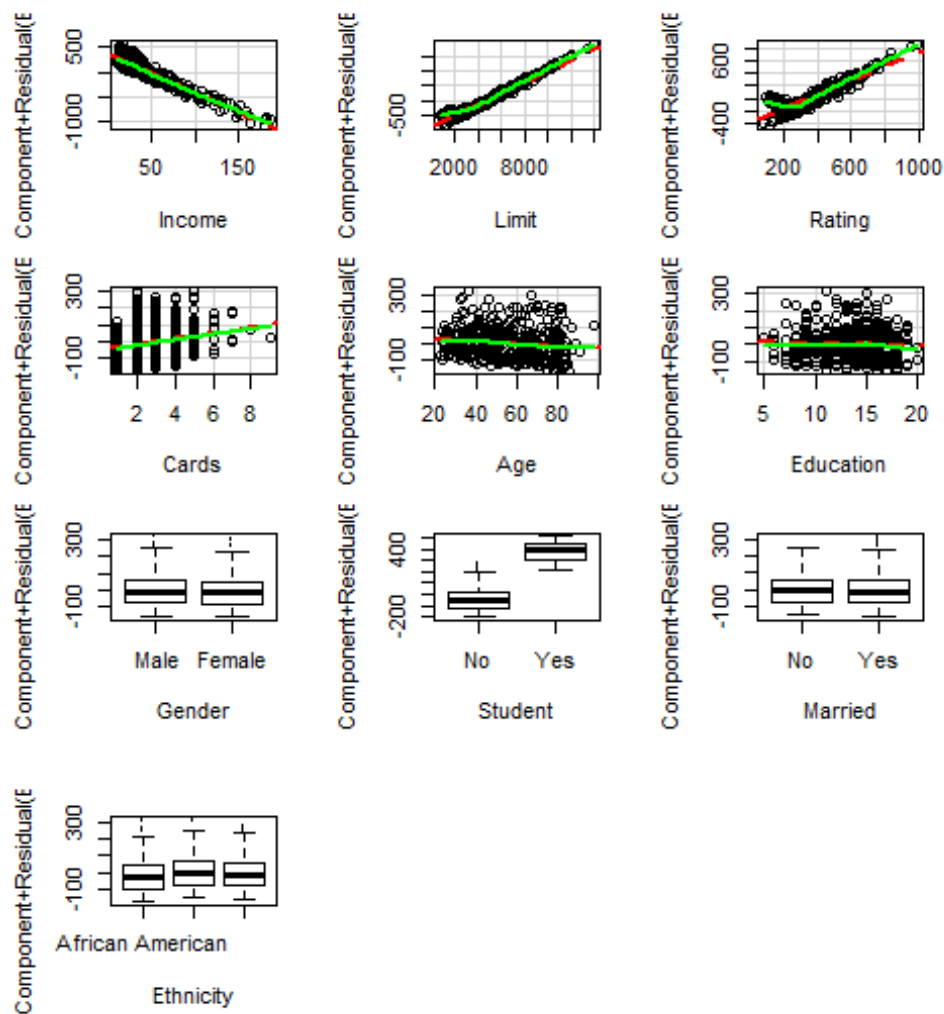 Component+Residual(E
500
-1000
50 150
Income
Component+Residual(E
-500
2000 8000
Limit
Component+Residual(E
600
-400
200 600 1000
Rating
Component+Residual(E
300
-100
2 4 6 8
Cards
Component+Residual(E
300
-100
20 40 60 80
Age
Component+Residual(E
300
-100
5 10 15 20
Education
Component+Residual(E
300
-100
Male Female
Gender
Component+Residual(E
400
-200
No Yes
Student
Component+Residual(E
300
-100
No Yes
Married
Component+Residual(E
300
-100
African American
Ethnicity